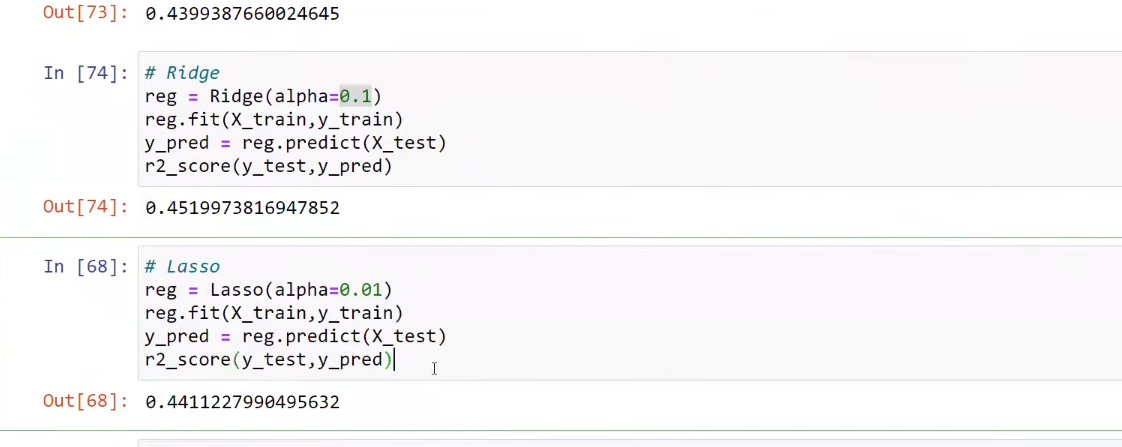 Out[73]: 0.4399387660024645
In [74]: # Ridge
reg = Ridge(alpha=0.1)
reg.fit(X_train,y_train)
y_pred = reg.predict(X_test)
r2_score(y_test,y_pred)
Out[74]: 0.4519973816947852
In [68]: # Lasso
reg = Lasso(alpha=0.01)
reg.fit(X_train,y_train)
y_pred = reg.predict(X_test)
r2_score(y_test,y_pred)
Out[68]: 0.4411227990495632